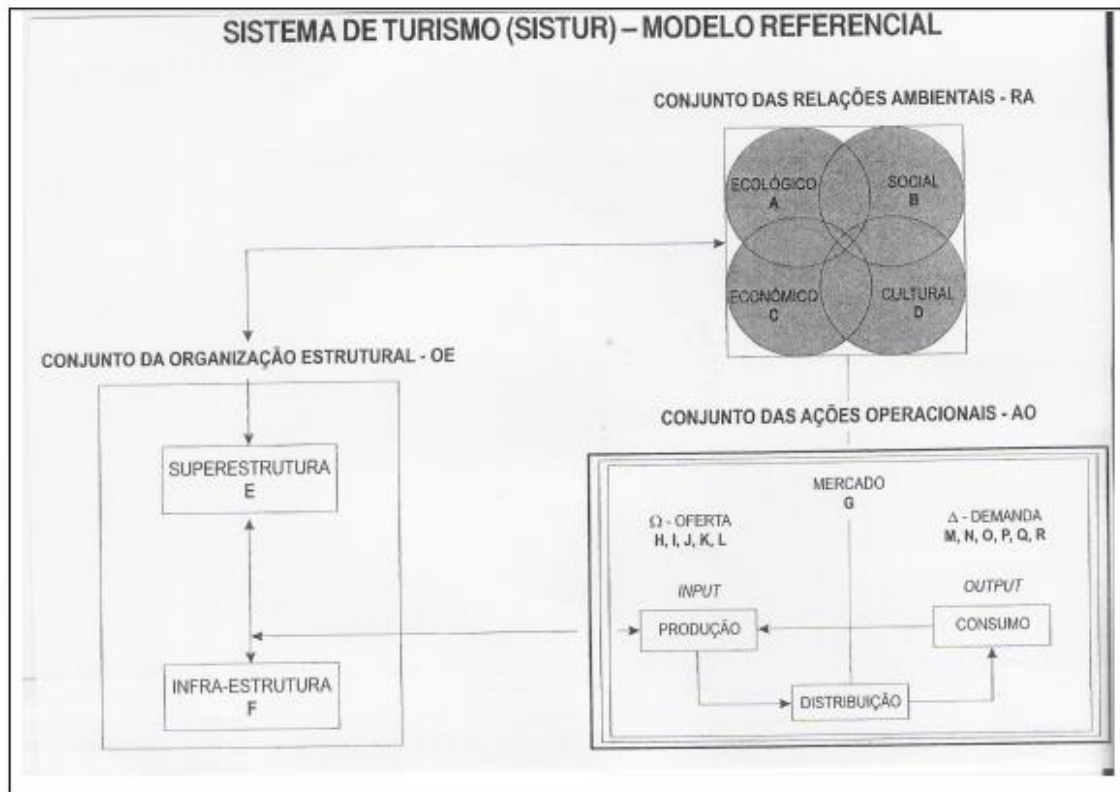 SISTEMA DE TURISMO (SISTUR) – MODELO REFERENCIAL
CONJUNTO DAS RELAÇÕES AMBIENTAIS - RA
ECOLÓGICO
A
SOCIAL
B
ECONÔMICO
C
CULTURAL
D
CONJUNTO DA ORGANIZAÇÃO ESTRUTURAL - OE
SUPERESTRUTURA
E
INFRA-ESTRUTURA
F
CONJUNTO DAS AÇÕES OPERACIONAIS - AO
MERCADO
G
Ω - OFERTA
H, I, J, K, L
Δ - DEMANDA
M, N, O, P, Q, R
INPUT
PRODUÇÃO
OUTPUT
CONSUMO
DISTRIBUIÇÃO